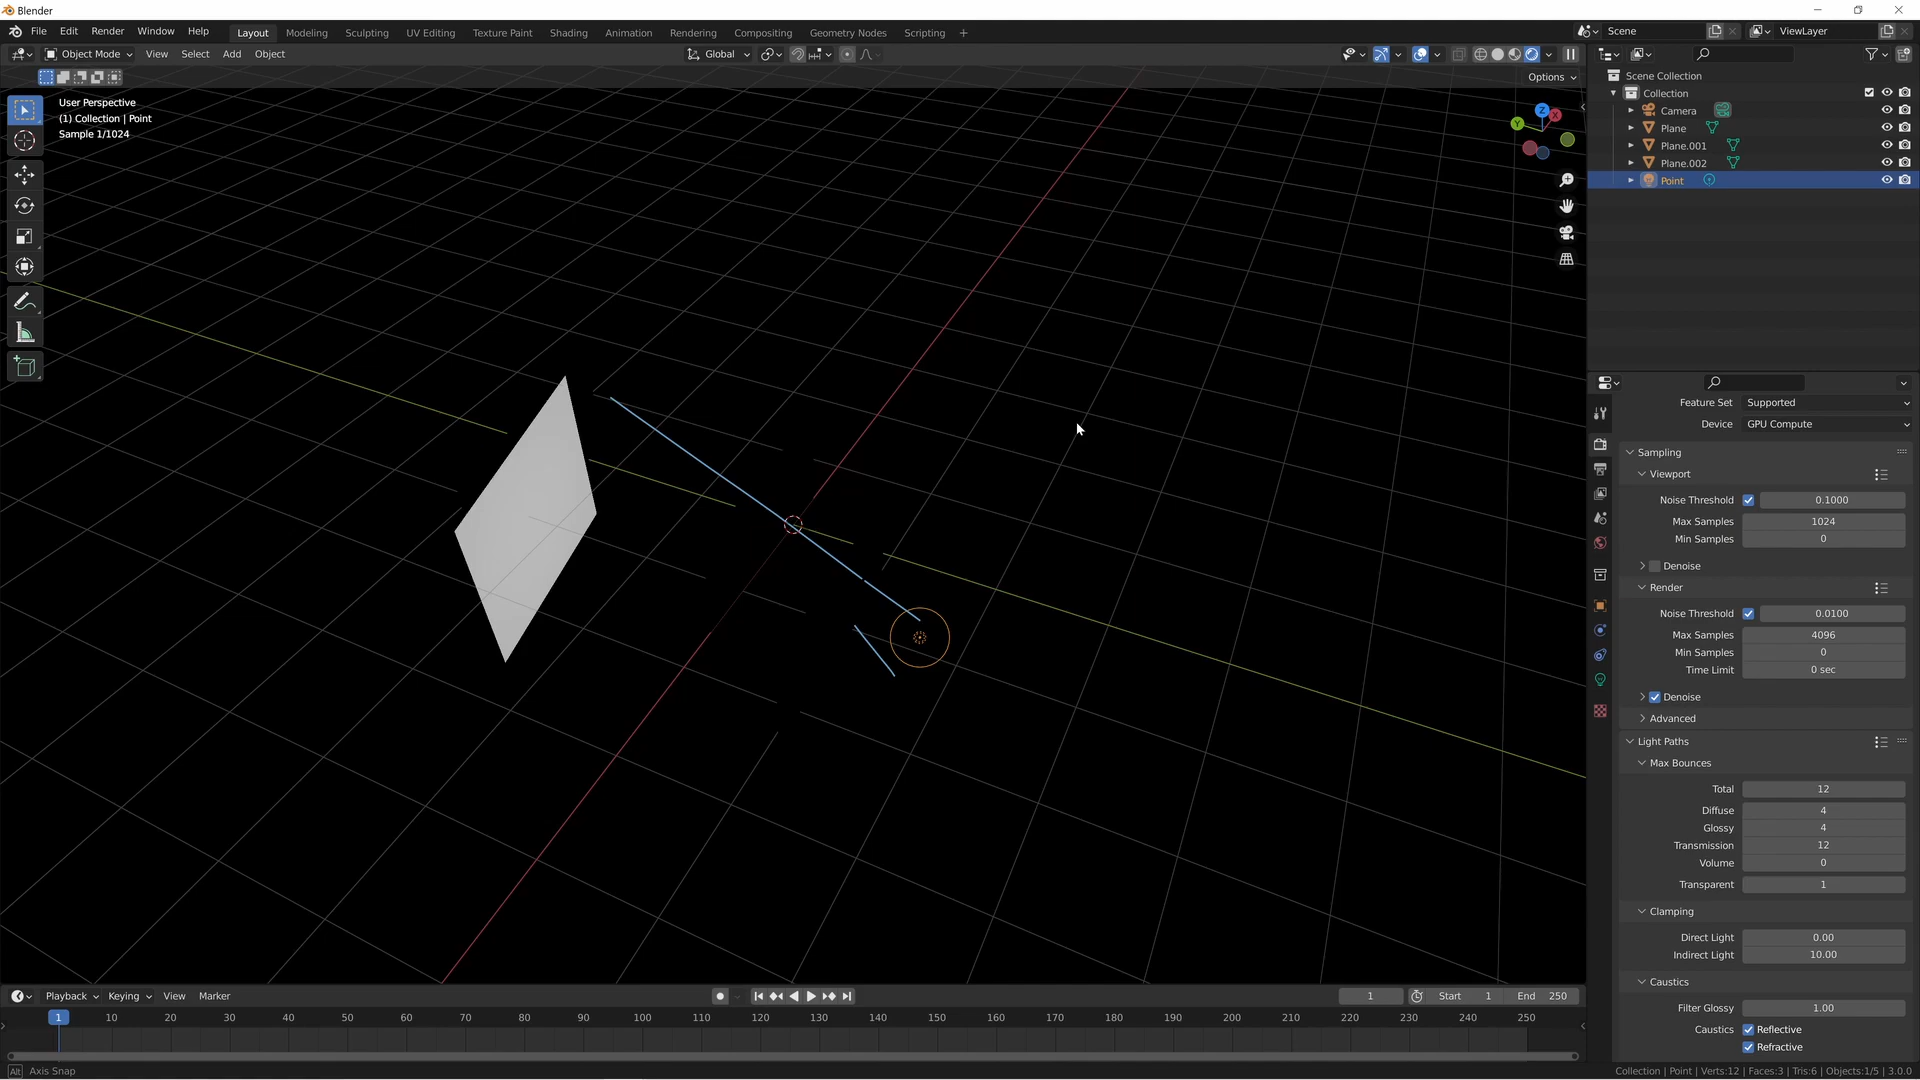 Blender
File Edit Render Window Help
Layout Modeling Sculpting UV Editing Texture Paint Shading Animation Rendering Compositing Geometry Nodes Scripting +
Scene
ViewLayer
Object Mode View Select Add Object
Global
Options
User Perspective
(1) Collection | Point
Sample 1/1024
Z
X
Y
Scene Collection
Collection
Camera
Plane
Plane.001
Plane.002
Point
Feature Set Supported
Device GPU Compute
Sampling
Viewport
Noise Threshold 0.1000
Max Samples 1024
Min Samples 0
Denoise
Render
Noise Threshold 0.0100
Max Samples 4096
Min Samples 0
Time Limit 0 sec
Denoise
Advanced
Light Paths
Max Bounces
Total 12
Diffuse 4
Glossy 4
Transmission 12
Volume 0
Transparent 1
Clamping
Direct Light 0.00
Indirect Light 10.00
Caustics
Filter Glossy 1.00
Caustics Reflective
Refractive
Playback Keying View Marker
1 Start 1 End 250
1 10 20 30 40 50 60 70 80 90 100 110 120 130 140 150 160 170 180 190 200 210 220 230 240 250
Alt Axis Snap
Collection | Point | Verts:12 | Faces:3 | Tris:6 | Objects:1/5 | 3.0.0